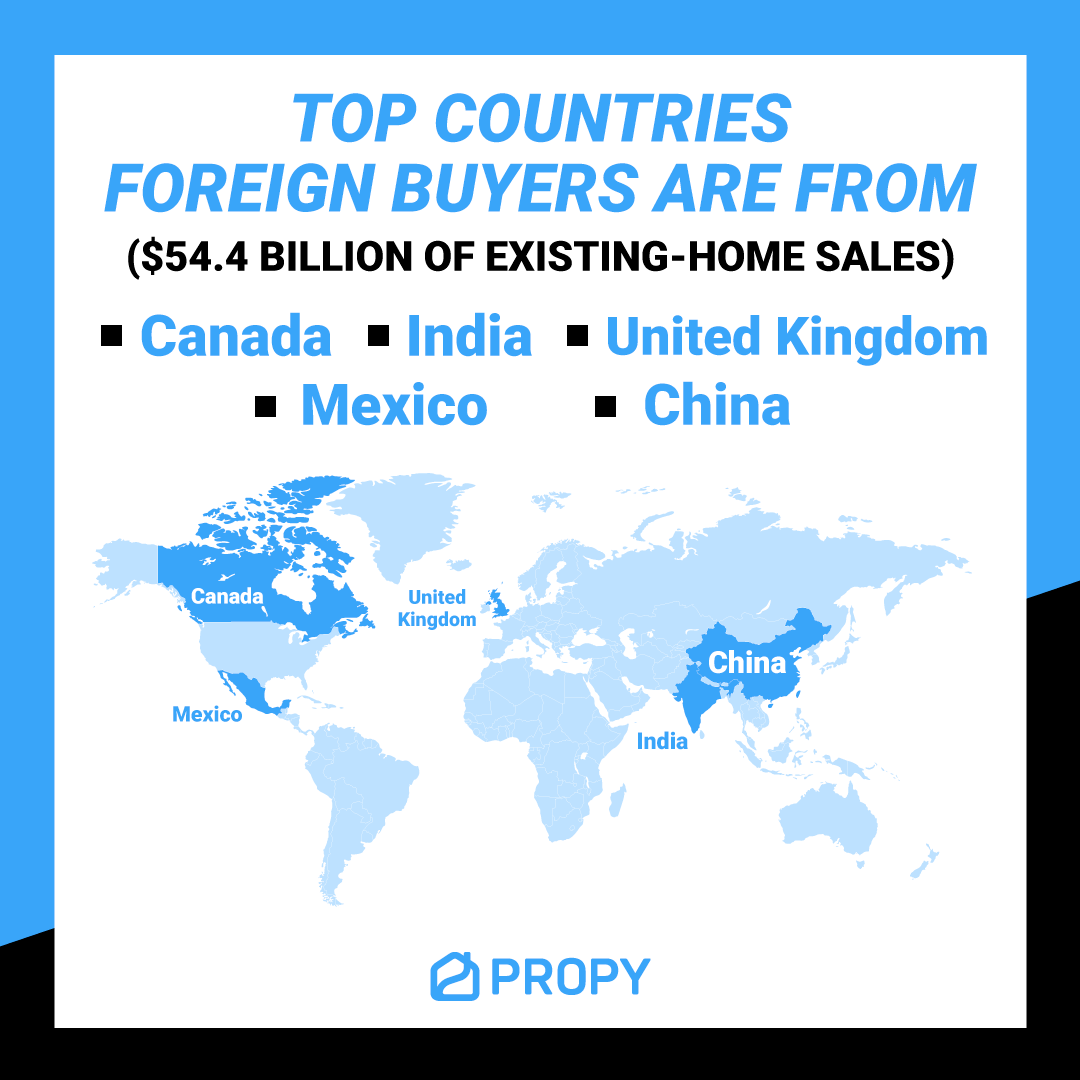 TOP COUNTRIES
FOREIGN BUYERS ARE FROM
($54.4 BILLION OF EXISTING-HOME SALES)
▪ Canada ▪ India ▪ United Kingdom
▪ Mexico ▪ China
Canada
United
Kingdom
China
Mexico
India
PROPY